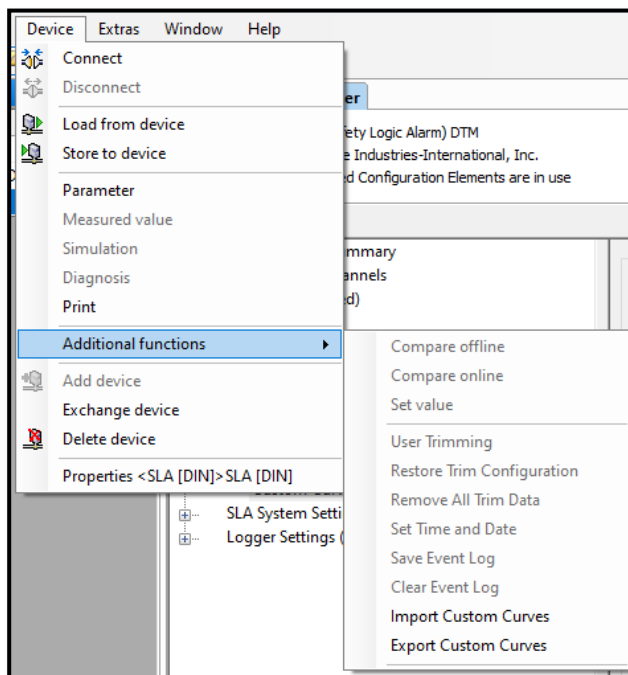 Device Extras Window Help
Connect
Disconnect
er
Load from device
ety Logic Alarm) DTM
Store to device
e Industries-International, Inc.
ed Configuration Elements are in use
Parameter
Measured value
Simulation
mmary
Diagnosis
annels
ed)
Print
Additional functions
Compare offline
Add device
Compare online
Exchange device
Set value
Delete device
User Trimming
Properties <SLA [DIN]>SLA [DIN]
Restore Trim Configuration
Remove All Trim Data
SLA System Setti
Set Time and Date
Logger Settings (
Save Event Log
Clear Event Log
Import Custom Curves
Export Custom Curves